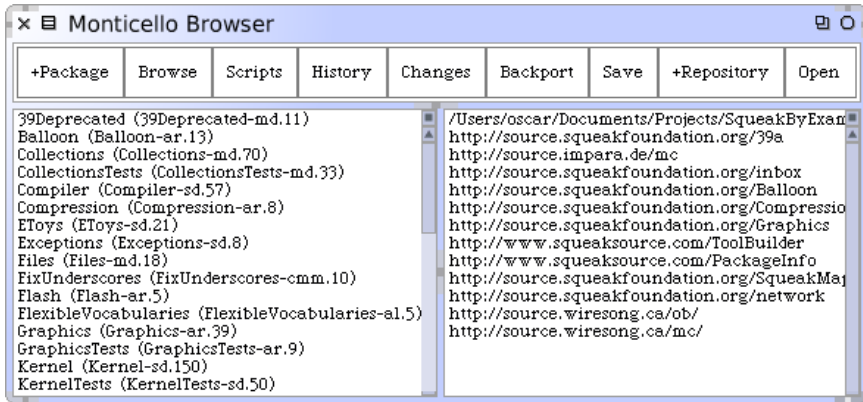 Monticello Browser
+Package Browse Scripts History Changes Backport Save +Repository Open
39Deprecated (39Deprecated-md.11)
Balloon (Balloon-ar.13)
Collections (Collections-md.70)
CollectionsTests (CollectionsTests-md.33)
Compiler (Compiler-sd.57)
Compression (Compression-ar.8)
EToys (EToys-sd.21)
Exceptions (Exceptions-sd.8)
Files (Files-md.18)
FixUnderscores (FixUnderscores-cmm.10)
Flash (Flash-ar.5)
FlexibleVocabularies (FlexibleVocabularies-al.5)
Graphics (Graphics-ar.39)
GraphicsTests (GraphicsTests-ar.9)
Kernel (Kernel-sd.150)
KernelTests (KernelTests-sd.50)
/Users/oscar/Documents/Projects/SqueakByExam
http://source.squeakfoundation.org/39a
http://source.impara.de/mc
http://source.squeakfoundation.org/inbox
http://source.squeakfoundation.org/Balloon
http://source.squeakfoundation.org/Compressio
http://source.squeakfoundation.org/Graphics
http://www.squeaksource.com/ToolBuilder
http://www.squeaksource.com/PackageInfo
http://source.squeakfoundation.org/SqueakMap
http://source.squeakfoundation.org/network
http://source.wiresong.ca/ob/
http://source.wiresong.ca/mc/